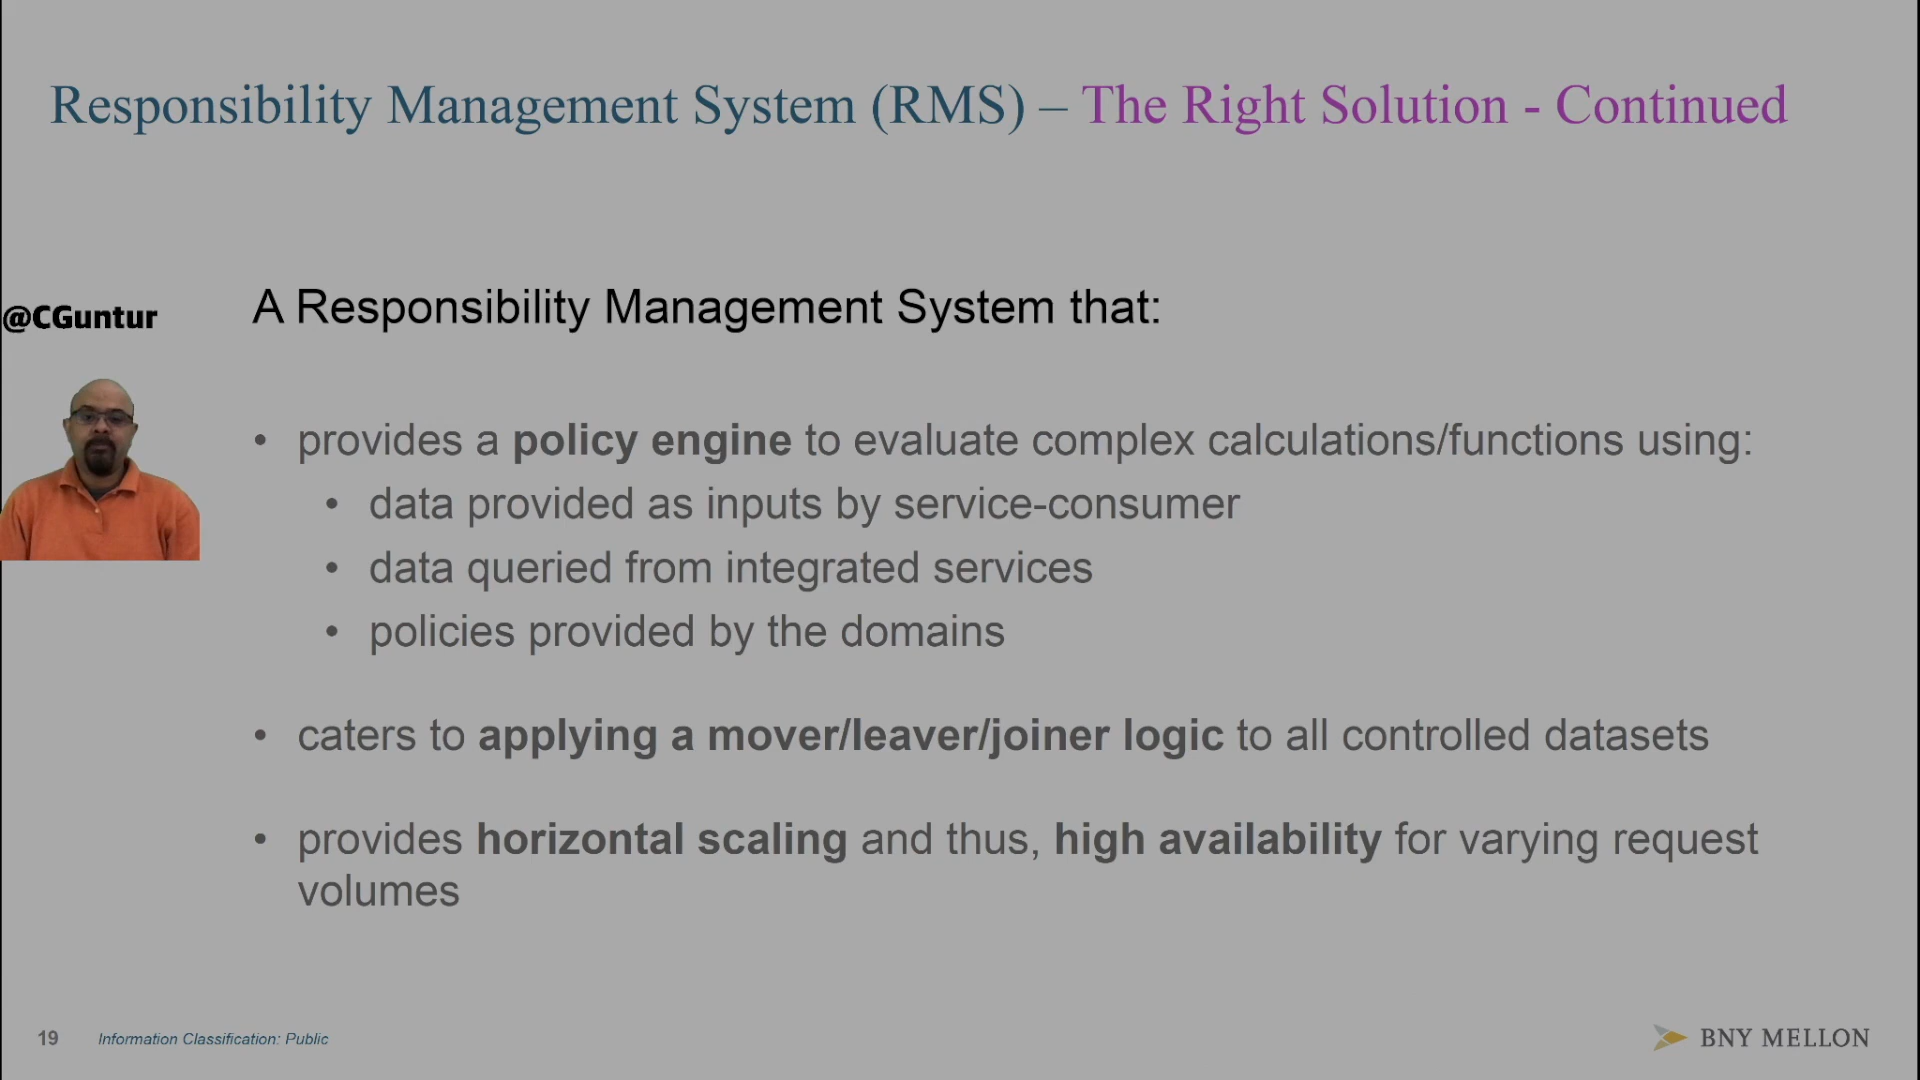 Responsibility Management System (RMS) – The Right Solution - Continued
@CGuntur
A Responsibility Management System that:
• provides a policy engine to evaluate complex calculations/functions using:
• data provided as inputs by service-consumer
• data queried from integrated services
• policies provided by the domains
• caters to applying a mover/leaver/joiner logic to all controlled datasets
• provides horizontal scaling and thus, high availability for varying request
volumes
19 Information Classification: Public
BNY MELLON